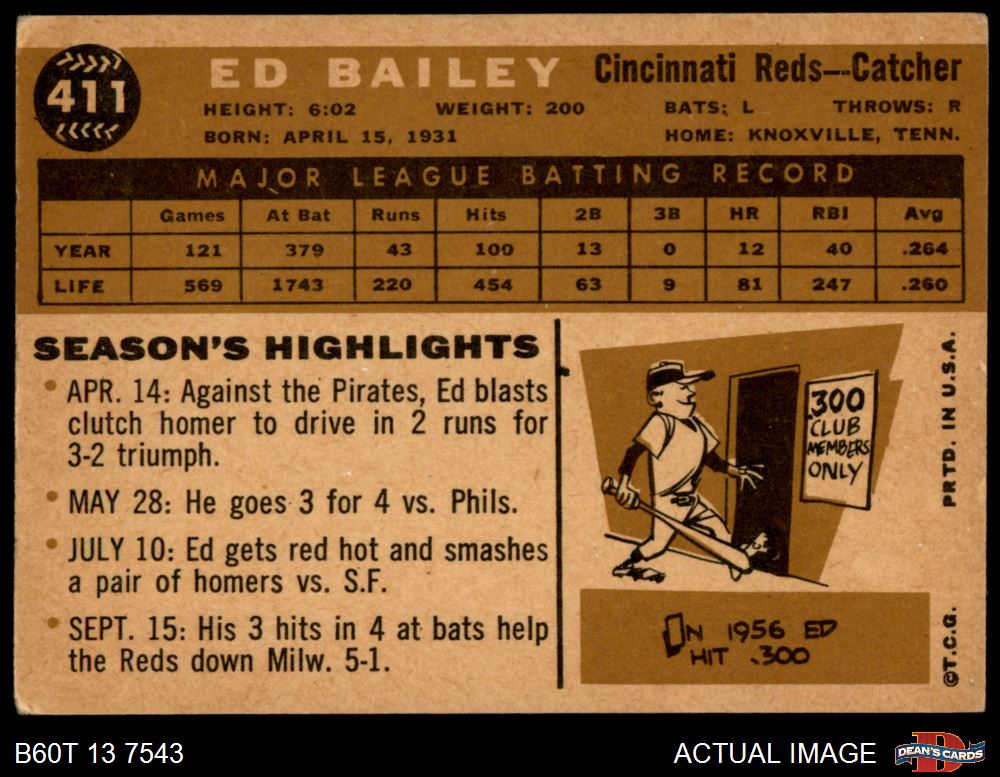 411
ED BAILEY
Cincinnati Reds—Catcher
HEIGHT: 6:02 WEIGHT: 200 BATS: L THROWS: R
BORN: APRIL 15, 1931 HOME: KNOXVILLE, TENN.
MAJOR LEAGUE BATTING RECORD
Games At Bat Runs Hits 2B 3B HR RBI Avg
YEAR 121 379 43 100 13 0 12 40 .264
LIFE 569 1743 220 454 63 9 81 247 .260
SEASON'S HIGHLIGHTS
• APR. 14: Against the Pirates, Ed blasts
clutch homer to drive in 2 runs for
3-2 triumph.
• MAY 28: He goes 3 for 4 vs. Phils.
• JULY 10: Ed gets red hot and smashes
a pair of homers vs. S.F.
• SEPT. 15: His 3 hits in 4 at bats help
the Reds down Milw. 5-1.
.300
CLUB
MEMBERS
ONLY
IN 1956 ED
HIT .300
PRTD. IN U.S.A.
©T.C.G.
B60T 13 7543
ACTUAL IMAGE
D
DEAN'S CARDS